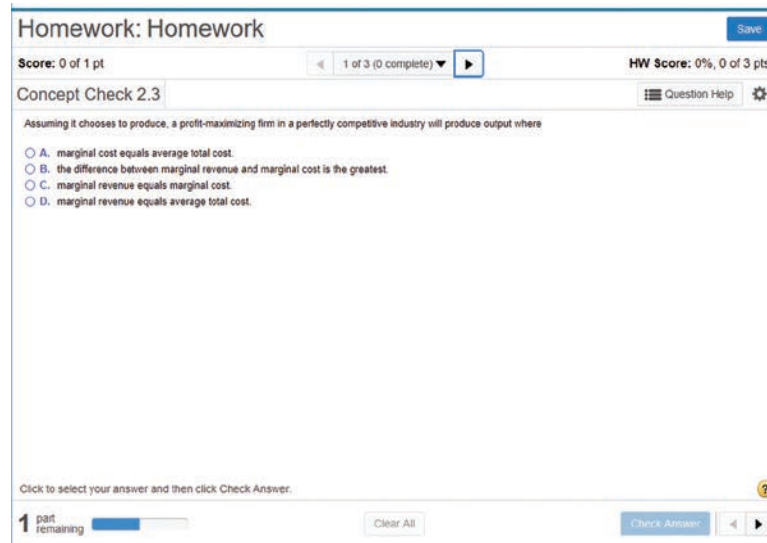 Homework: Homework
Save
Score: 0 of 1 pt
1 of 3 (0 complete)
HW Score: 0%, 0 of 3 pts
Concept Check 2.3
Question Help
Assuming it chooses to produce, a profit-maximizing firm in a perfectly competitive industry will produce output where
A. marginal cost equals average total cost.
B. the difference between marginal revenue and marginal cost is the greatest.
C. marginal revenue equals marginal cost.
D. marginal revenue equals average total cost.
Click to select your answer and then click Check Answer.
?
1 part remaining
Clear All
Check Answer